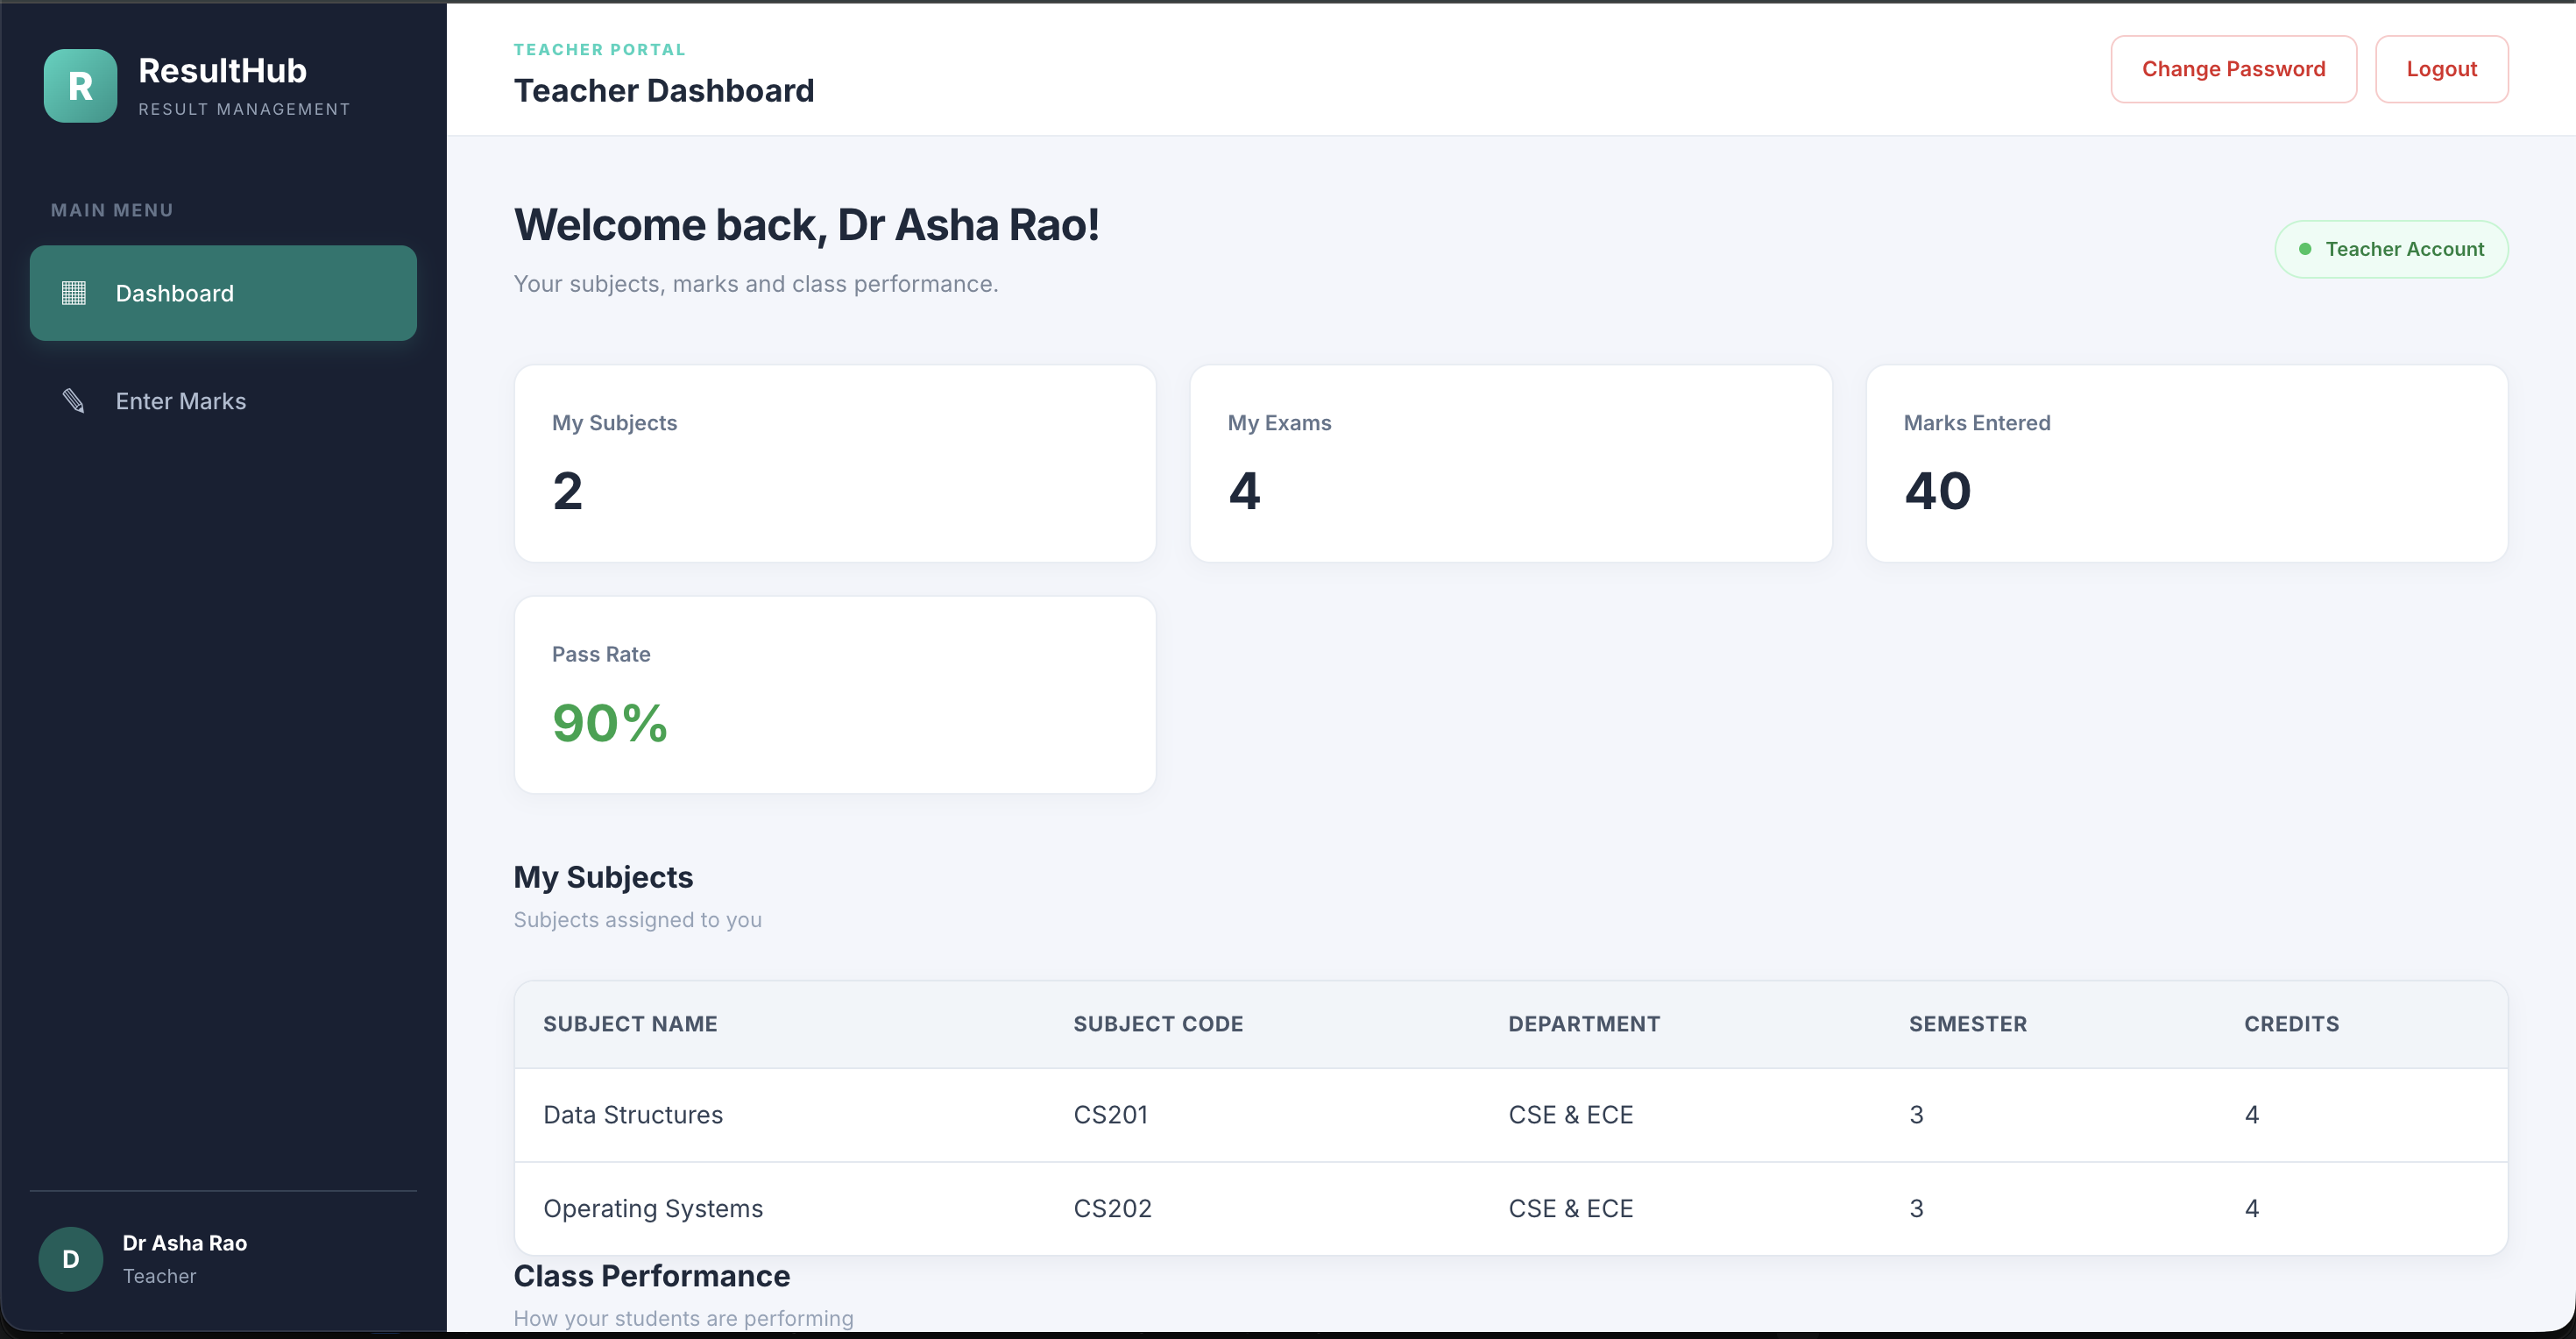 R
ResultHub
RESULT MANAGEMENT
MAIN MENU
Dashboard
Enter Marks
D
Dr Asha Rao
Teacher
TEACHER PORTAL
Teacher Dashboard
Change Password
Logout
Welcome back, Dr Asha Rao!
Your subjects, marks and class performance.
Teacher Account
My Subjects
2
My Exams
4
Marks Entered
40
Pass Rate
90%
My Subjects
Subjects assigned to you
SUBJECT NAME SUBJECT CODE DEPARTMENT SEMESTER CREDITS
Data Structures CS201 CSE & ECE 3 4
Operating Systems CS202 CSE & ECE 3 4
Class Performance
How your students are performing